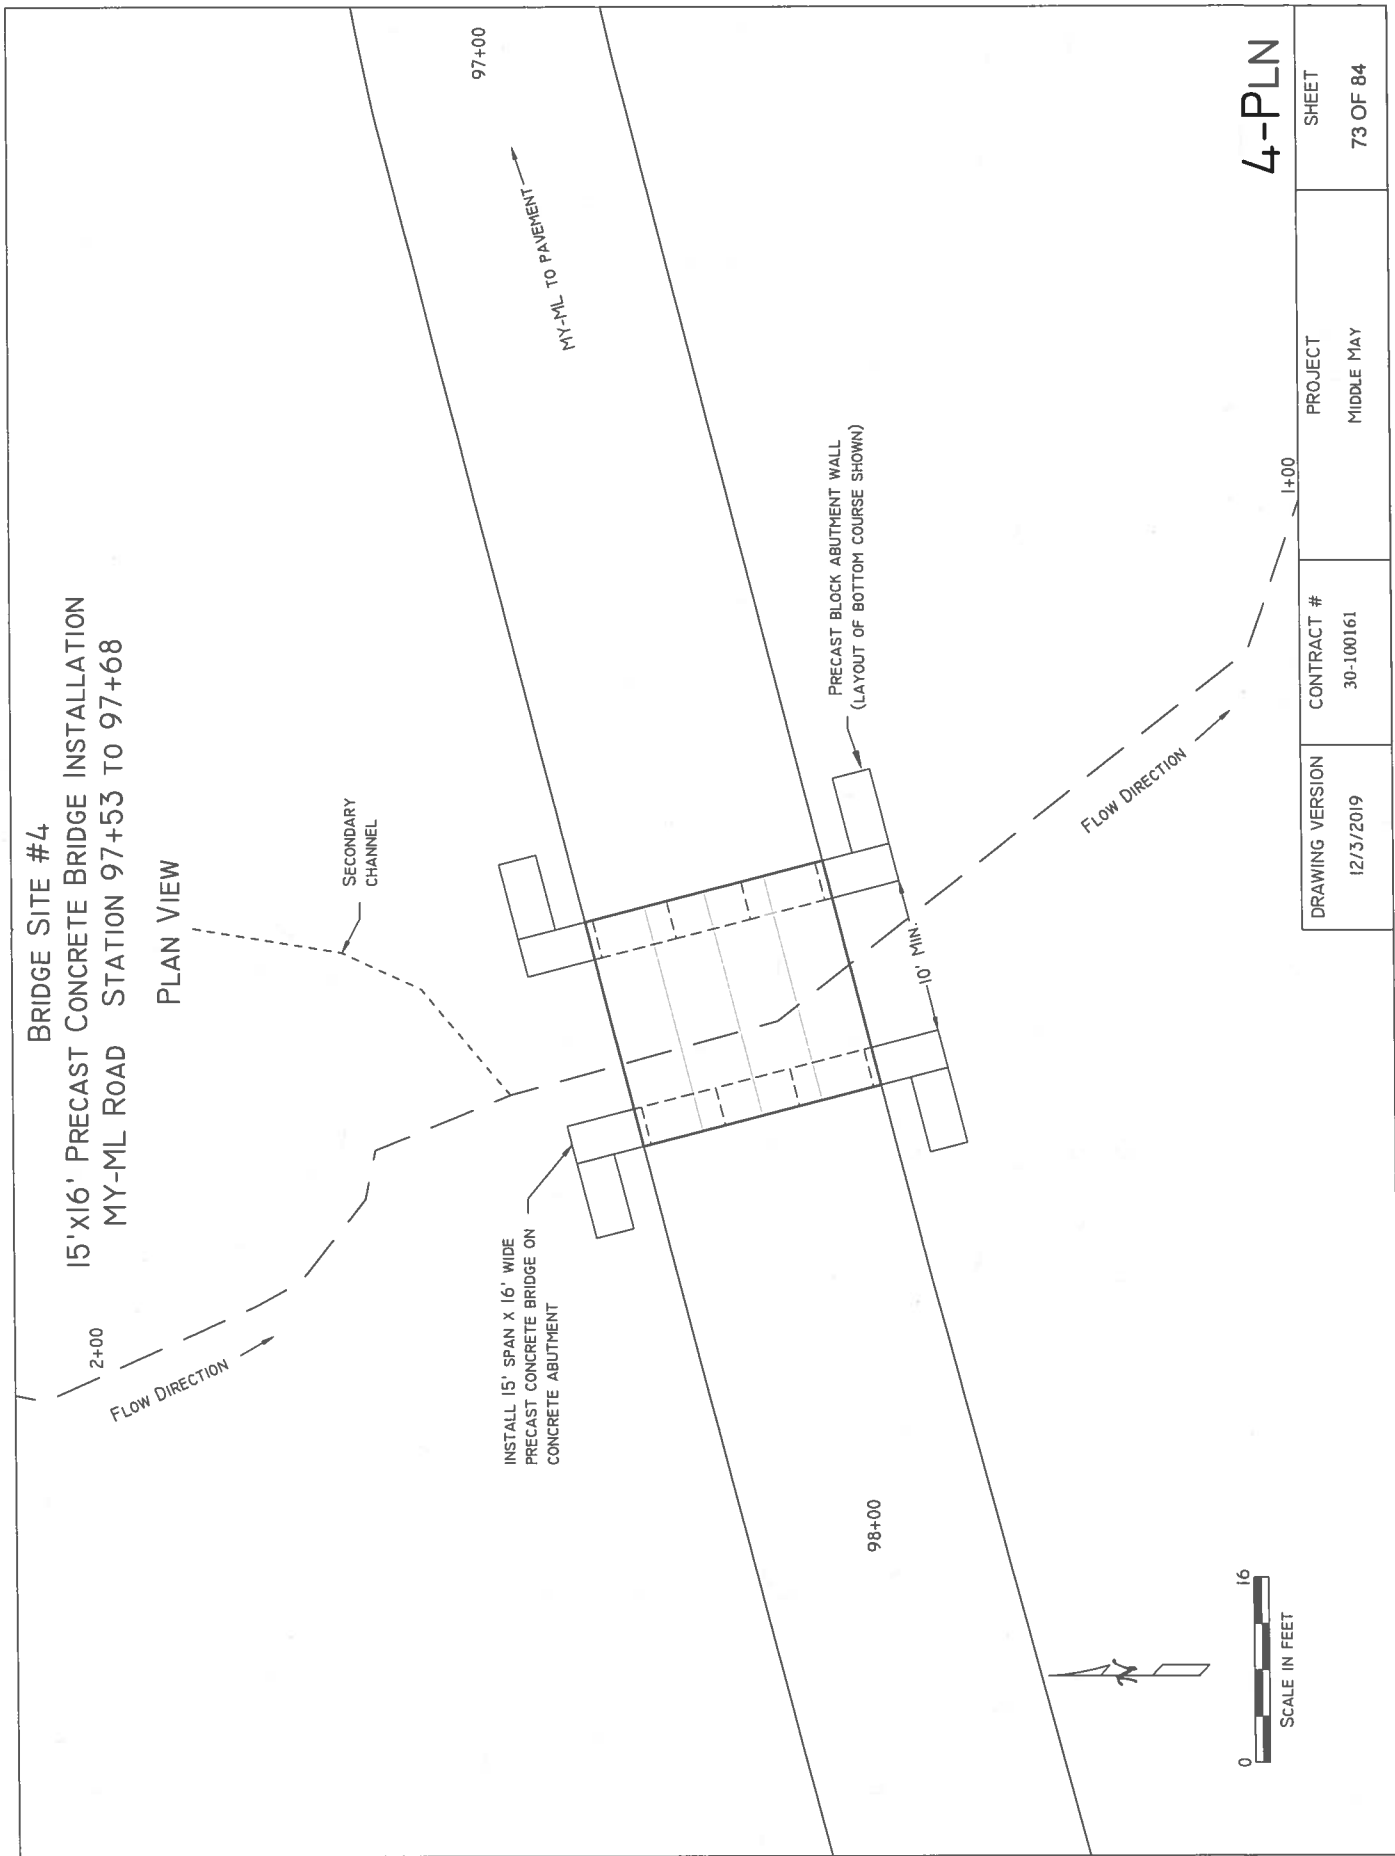 BRIDGE SITE #4
15'x16' PRECAST CONCRETE BRIDGE INSTALLATION
MY-ML ROAD STATION 97+53 TO 97+68
PLAN VIEW
2+00
FLOW DIRECTION
SECONDARY
CHANNEL
97+00
MY-ML TO PAVEMENT
INSTALL 15' SPAN X 16' WIDE
PRECAST CONCRETE BRIDGE ON
CONCRETE ABUTMENT
PRECAST BLOCK ABUTMENT WALL
(LAYOUT OF BOTTOM COURSE SHOWN)
10' MIN.
98+00
FLOW DIRECTION
1+00
N
0
16
SCALE IN FEET
4-PLN
DRAWING VERSION
12/3/2019
CONTRACT #
30-100161
PROJECT
MIDDLE MAY
SHEET
73 OF 84